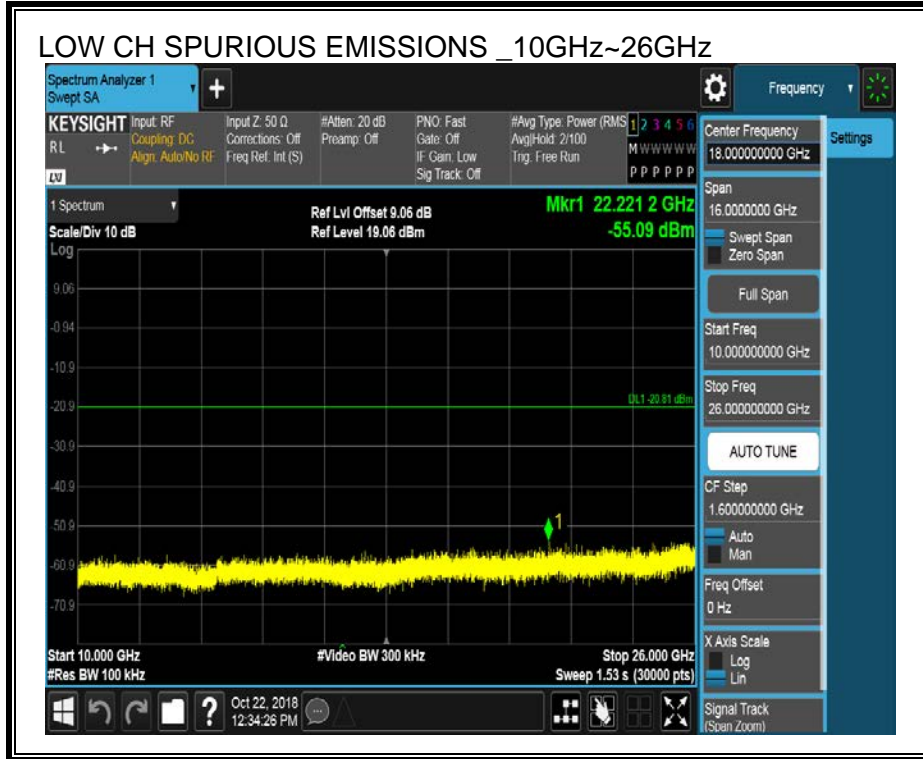 LOW CH SPURIOUS EMISSIONS _10GHz~26GHz
Spectrum Analyzer 1
Swept SA
+
Frequency
KEYSIGHT
RL
LXI
Input: RF
Coupling: DC
Align: Auto/No RF
Input Z: 50 Ω
Corrections: Off
Freq Ref: Int (S)
#Atten: 20 dB
Preamp: Off
PNO: Fast
Gate: Off
IF Gain: Low
Sig Track: Off
#Avg Type: Power (RMS
Avg|Hold: 2/100
Trig: Free Run
1 2 3 4 5 6
M W W W W W
P P P P P P
1 Spectrum
Scale/Div 10 dB
Ref Lvl Offset 9.06 dB
Ref Level 19.06 dBm
Mkr1 22.221 2 GHz
-55.09 dBm
Log
9.06
-0.94
-10.9
-20.9
-30.9
-40.9
-50.9
-60.9
-70.9
DL1 -20.81 dBm
1
Start 10.000 GHz
#Res BW 100 kHz
#Video BW 300 kHz
Stop 26.000 GHz
Sweep 1.53 s (30000 pts)
Center Frequency
18.000000000 GHz
Settings
Span
16.0000000 GHz
Swept Span
Zero Span
Full Span
Start Freq
10.000000000 GHz
Stop Freq
26.000000000 GHz
AUTO TUNE
CF Step
1.600000000 GHz
Auto
Man
Freq Offset
0 Hz
X Axis Scale
Log
Lin
Signal Track
(Span Zoom)
?
Oct 22, 2018
12:34:26 PM